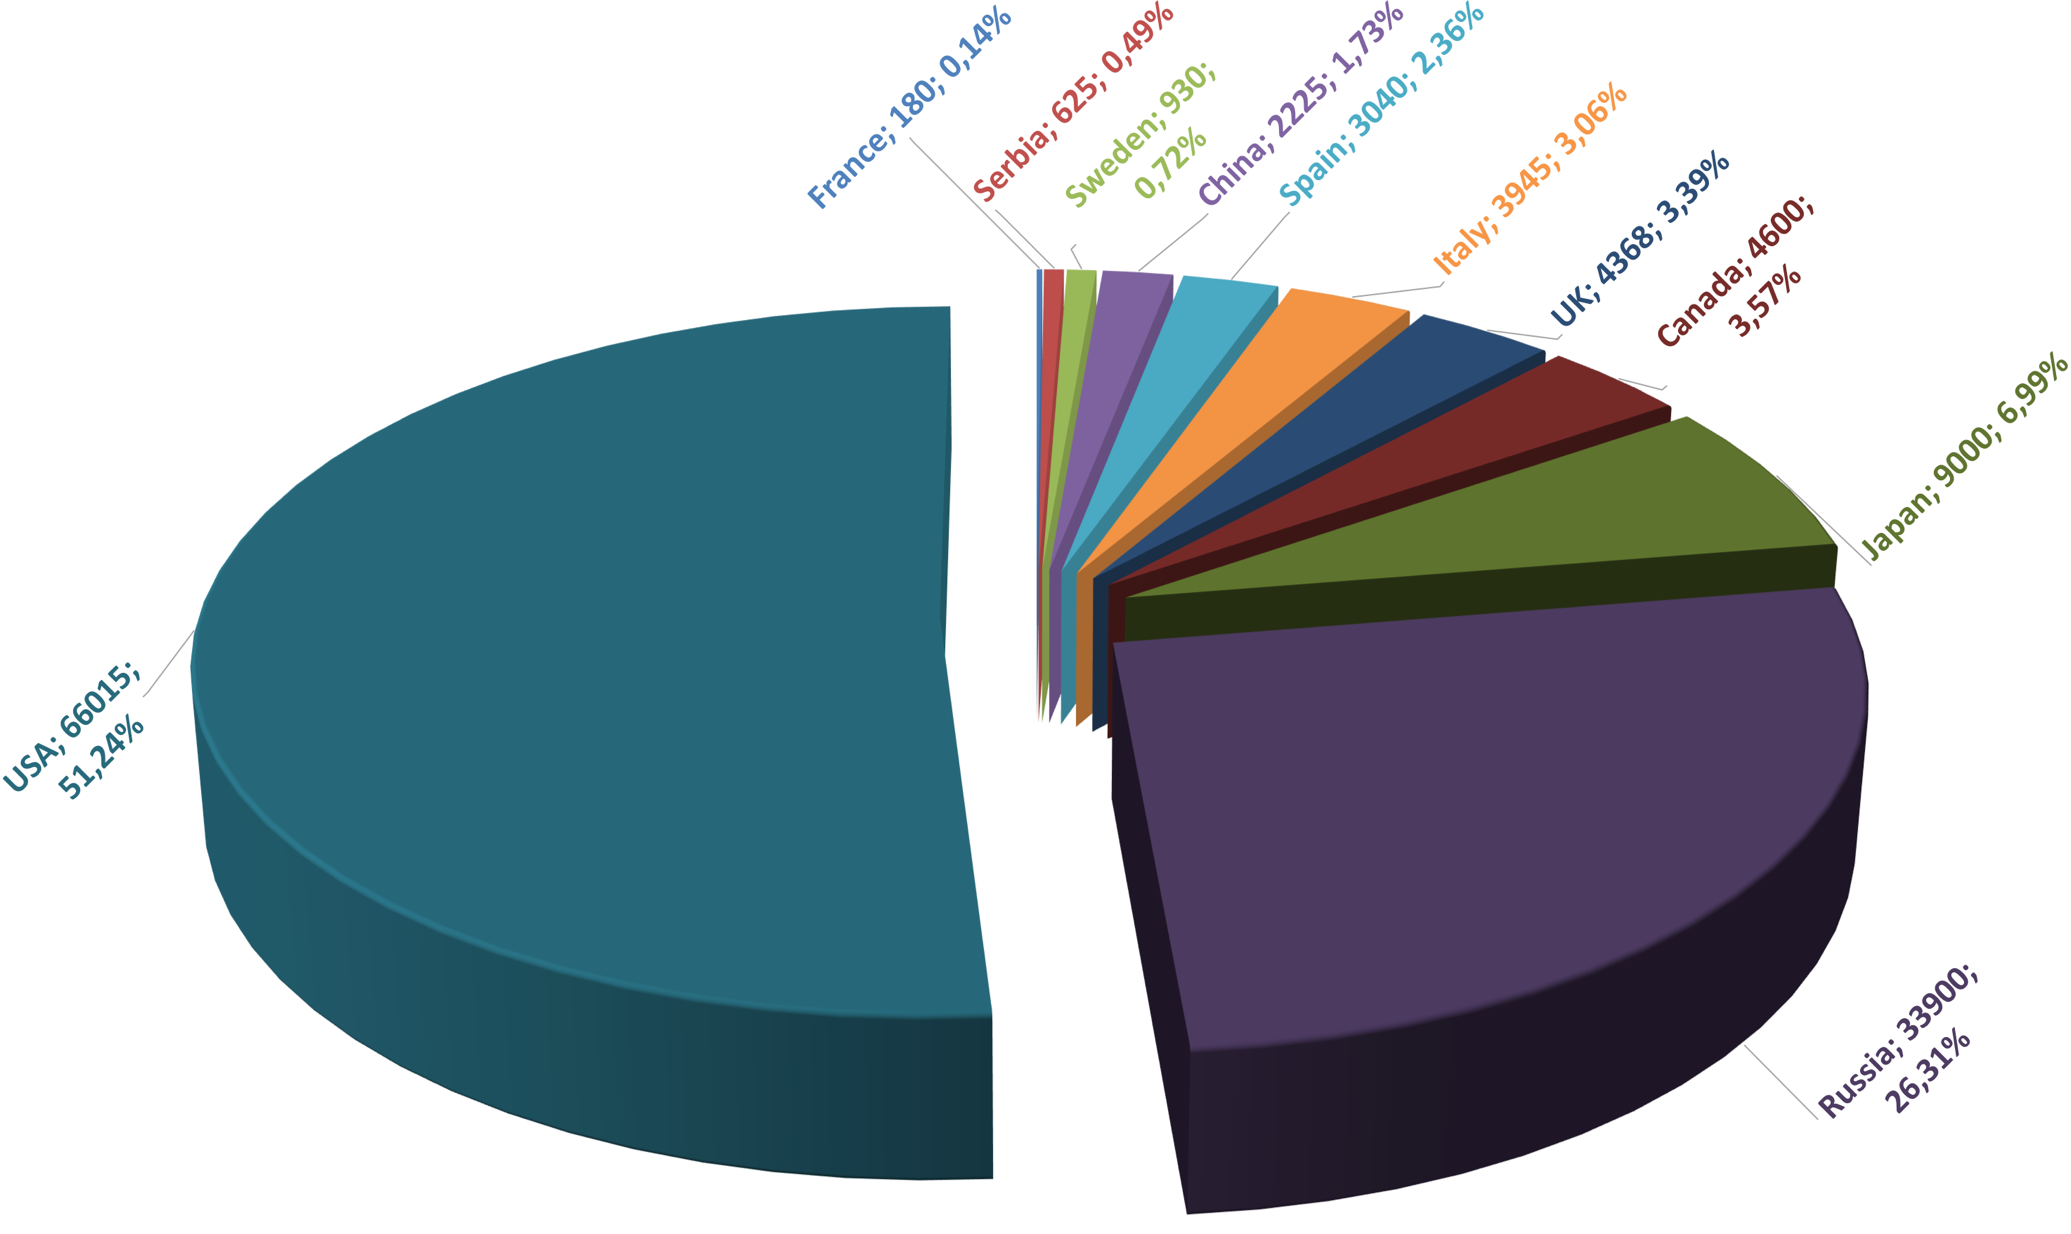 France; 180; 0,14%
Serbia; 625; 0,49%
Sweden; 930;
0,72%
China; 2225; 1,73%
Spain; 3040; 2,36%
Italy; 3945; 3,06%
UK; 4368; 3,39%
Canada; 4600;
3,57%
Japan; 9000; 6,99%
Russia; 33900;
26,31%
USA; 66015;
51,24%